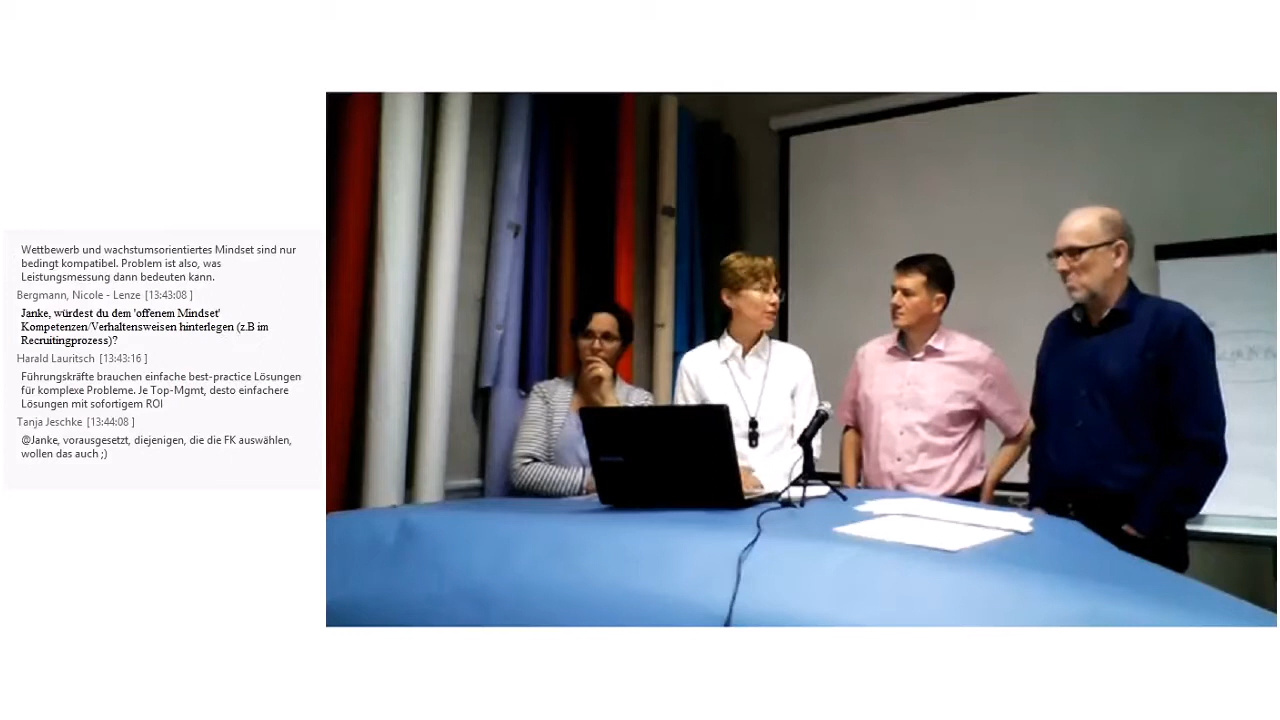 Wettbewerb und wachstumsorientiertes Mindset sind nur
bedingt kompatibel. Problem ist also, was
Leistungsmessung dann bedeuten kann.
Bergmann, Nicole - Lenze [13:43:08 ]
Janke, würdest du dem 'offenem Mindset'
Kompetenzen/Verhaltensweisen hinterlegen (z.B im
Recruitingprozess)?
Harald Lauritsch [13:43:16 ]
Führungskräfte brauchen einfache best-practice Lösungen
für komplexe Probleme. Je Top-Mgmt, desto einfachere
Lösungen mit sofortigem ROI
Tanja Jeschke [13:44:08 ]
@Janke, vorausgesetzt, diejenigen, die die FK auswählen,
wollen das auch ;)